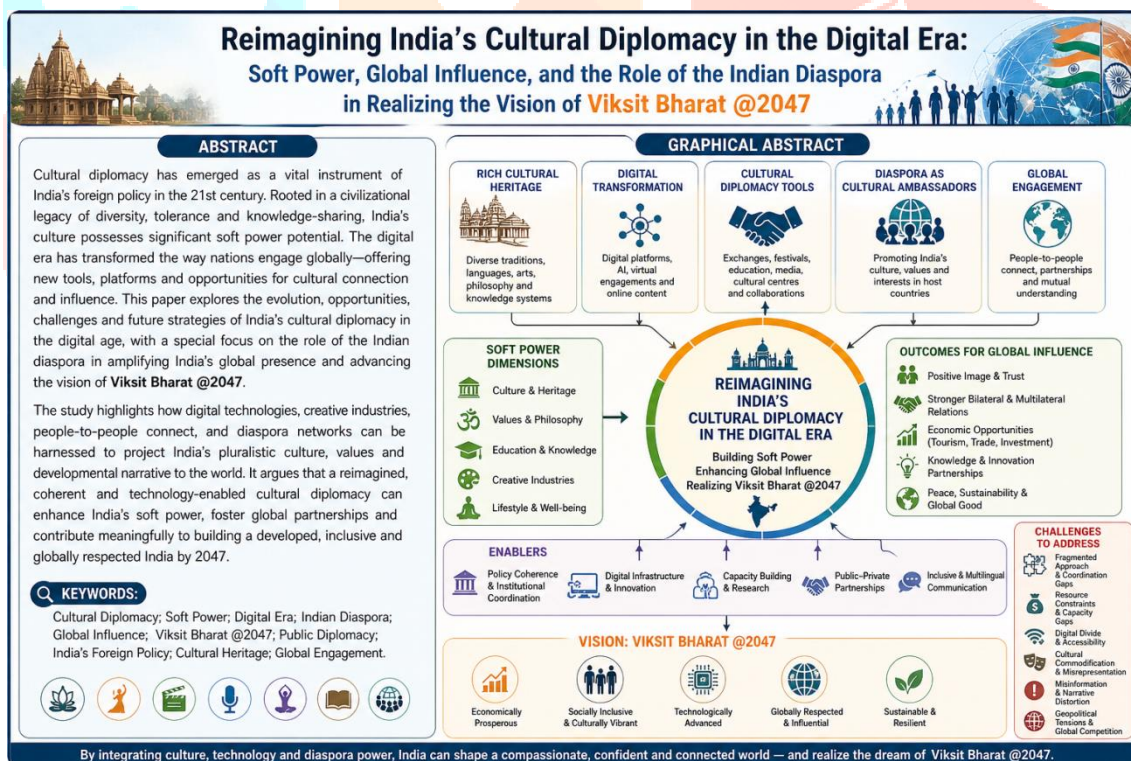 Reimagining India's Cultural Diplomacy in the Digital Era:
Soft Power, Global Influence, and the Role of the Indian Diaspora
in Realizing the Vision of Viksit Bharat @2047
ABSTRACT
Cultural diplomacy has emerged as a vital instrument of
India's foreign policy in the 21st century. Rooted in a civilizational
legacy of diversity, tolerance and knowledge-sharing, India's
culture possesses significant soft power potential. The digital
era has transformed the way nations engage globally—offering
new tools, platforms and opportunities for cultural connection
and influence. This paper explores the evolution, opportunities,
challenges and future strategies of India's cultural diplomacy in
the digital age, with a special focus on the role of the Indian
diaspora in amplifying India's global presence and advancing
the vision of Viksit Bharat @2047.
The study highlights how digital technologies, creative industries,
people-to-people connect, and diaspora networks can be
harnessed to project India's pluralistic culture, values and
developmental narrative to the world. It argues that a reimagined,
coherent and technology-enabled cultural diplomacy can
enhance India's soft power, foster global partnerships and
contribute meaningfully to building a developed, inclusive and
globally respected India by 2047.
KEYWORDS:
Cultural Diplomacy; Soft Power; Digital Era; Indian Diaspora;
Global Influence; Viksit Bharat @2047; Public Diplomacy;
India's Foreign Policy; Cultural Heritage; Global Engagement.
GRAPHICAL ABSTRACT
RICH CULTURAL
HERITAGE
Diverse traditions,
languages, arts,
philosophy and
knowledge systems
DIGITAL
TRANSFORMATION
Digital platforms,
AI, virtual
engagements and
online content
CULTURAL
DIPLOMACY TOOLS
Exchanges, festivals,
education, media,
cultural centres
and collaborations
DIASPORA AS
CULTURAL AMBASSADORS
Promoting India's
culture, values and
interests in host
countries
GLOBAL
ENGAGEMENT
People-to-people
connect, partnerships
and mutual
understanding
SOFT POWER
DIMENSIONS
Culture & Heritage
ॐ
Values & Philosophy
Education & Knowledge
Creative Industries
Lifestyle & Well-being
REIMAGINING
INDIA'S
CULTURAL DIPLOMACY
IN THE DIGITAL ERA
Building Soft Power
Enhancing Global Influence
Realizing Viksit Bharat @2047
OUTCOMES FOR GLOBAL INFLUENCE
Positive Image & Trust
Stronger Bilateral & Multilateral
Relations
Economic Opportunities
(Tourism, Trade, Investment)
Knowledge & Innovation
Partnerships
Peace, Sustainability &
Global Good
ENABLERS
Policy Coherence
& Institutional
Coordination
Digital Infrastructure
& Innovation
Capacity Building
& Research
Public–Private
Partnerships
Inclusive & Multilingual
Communication
CHALLENGES
TO ADDRESS
Fragmented
Approach
& Coordination
Gaps
$
Resource
Constraints
& Capacity
Gaps
Digital Divide
& Accessibility
Cultural
Commodification
& Misrepresentation
Misinformation
& Narrative
Distortion
Geopolitical
Tensions &
Global Competition
VISION: VIKSIT BHARAT @2047
Economically
Prosperous
Socially Inclusive
& Culturally Vibrant
Technologically
Advanced
Globally Respected
& Influential
Sustainable &
Resilient
By integrating culture, technology and diaspora power, India can shape a compassionate, confident and connected world — and realize the dream of Viksit Bharat @2047.